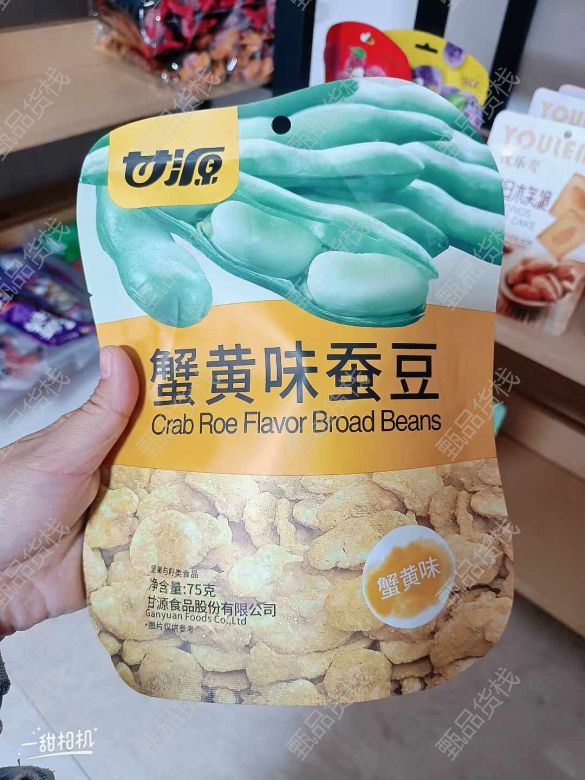 甘源
YOULE
蟹黄味蚕豆
Crab Roe Flavor Broad Beans
蟹黄味
坚果与籽类食品
净含量:75克
甘源食品股份有限公司
Ganyuan Foods Co.,Ltd
•图片仅供参考
一甜相机
甄品货栈